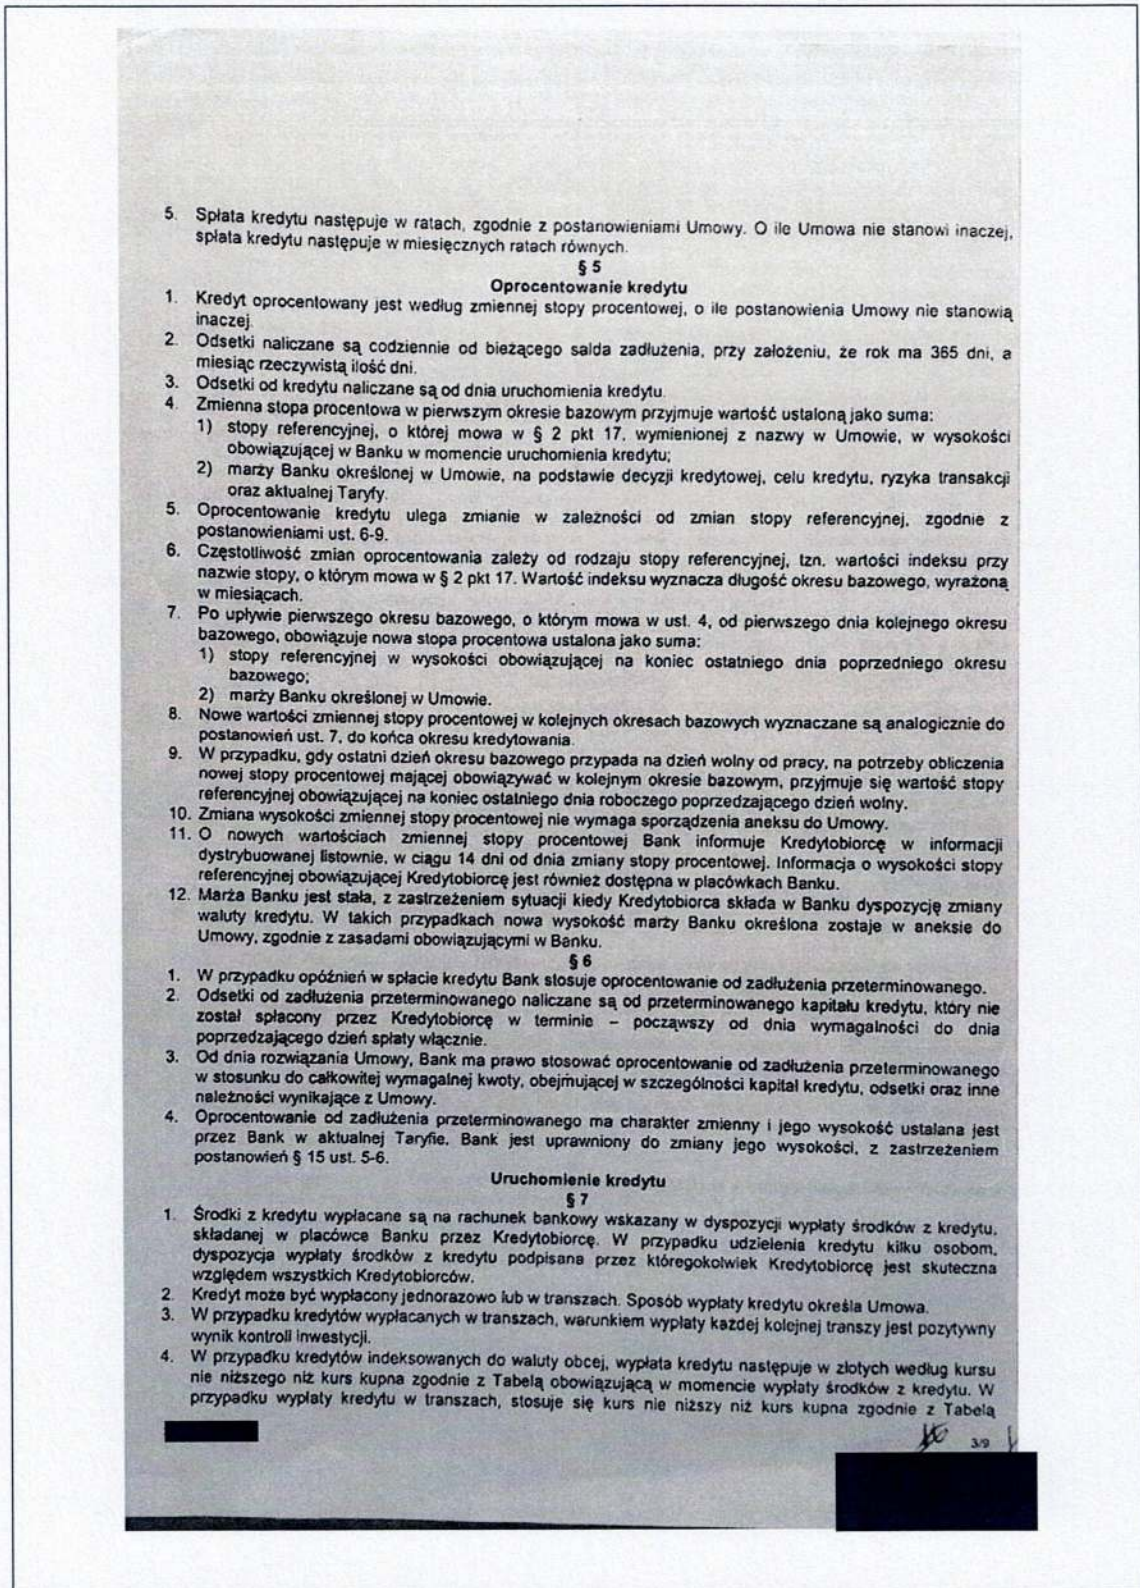 5. Spłata kredytu następuje w ratach, zgodnie z postanowieniami Umowy. O ile Umowa nie stanowi inaczej,
spłata kredytu następuje w miesięcznych ratach równych.
§ 5
Oprocentowanie kredytu
1. Kredyt oprocentowany jest według zmiennej stopy procentowej, o ile postanowienia Umowy nie stanowią
inaczej.
2. Odsetki naliczane są codziennie od bieżącego salda zadłużenia, przy założeniu, że rok ma 365 dni, a
miesiąc rzeczywistą ilość dni.
3. Odsetki od kredytu naliczane są od dnia uruchomienia kredytu.
4. Zmienna stopa procentowa w pierwszym okresie bazowym przyjmuje wartość ustaloną jako suma:
1) stopy referencyjnej, o której mowa w § 2 pkt 17, wymienionej z nazwy w Umowie, w wysokości
obowiązującej w Banku w momencie uruchomienia kredytu;
2) marży Banku określonej w Umowie, na podstawie decyzji kredytowej, celu kredytu, ryzyka transakcji
oraz aktualnej Taryfy.
5. Oprocentowanie kredytu ulega zmianie w zależności od zmian stopy referencyjnej, zgodnie z
postanowieniami ust. 6-9.
6. Częstotliwość zmian oprocentowania zależy od rodzaju stopy referencyjnej, tzn. wartości indeksu przy
nazwie stopy, o którym mowa w § 2 pkt 17. Wartość indeksu wyznacza długość okresu bazowego, wyrażoną
w miesiącach.
7. Po upływie pierwszego okresu bazowego, o którym mowa w ust. 4, od pierwszego dnia kolejnego okresu
bazowego, obowiązuje nowa stopa procentowa ustalona jako suma:
1) stopy referencyjnej w wysokości obowiązującej na koniec ostatniego dnia poprzedniego okresu
bazowego;
2) marży Banku określonej w Umowie.
8. Nowe wartości zmiennej stopy procentowej w kolejnych okresach bazowych wyznaczane są analogicznie do
postanowień ust. 7, do końca okresu kredytowania.
9. W przypadku, gdy ostatni dzień okresu bazowego przypada na dzień wolny od pracy, na potrzeby obliczenia
nowej stopy procentowej mającej obowiązywać w kolejnym okresie bazowym, przyjmuje się wartość stopy
referencyjnej obowiązującej na koniec ostatniego dnia roboczego poprzedzającego dzień wolny.
10. Zmiana wysokości zmiennej stopy procentowej nie wymaga sporządzenia aneksu do Umowy.
11. O nowych wartościach zmiennej stopy procentowej Bank informuje Kredytobiorcę w informacji
dystrybuowanej listownie, w ciągu 14 dni od dnia zmiany stopy procentowej. Informacja o wysokości stopy
referencyjnej obowiązującej Kredytobiorcę jest również dostępna w placówkach Banku.
12. Marża Banku jest stała, z zastrzeżeniem sytuacji kiedy Kredytobiorca składa w Banku dyspozycję zmiany
waluty kredytu. W takich przypadkach nowa wysokość marży Banku określona zostaje w aneksie do
Umowy, zgodnie z zasadami obowiązującymi w Banku.
§ 6
1. W przypadku opóźnień w spłacie kredytu Bank stosuje oprocentowanie od zadłużenia przeterminowanego.
2. Odsetki od zadłużenia przeterminowanego naliczane są od przeterminowanego kapitału kredytu, który nie
został spłacony przez Kredytobiorcę w terminie – począwszy od dnia wymagalności do dnia
poprzedzającego dzień spłaty włącznie.
3. Od dnia rozwiązania Umowy, Bank ma prawo stosować oprocentowanie od zadłużenia przeterminowanego
w stosunku do całkowitej wymagalnej kwoty, obejmującej w szczególności kapitał kredytu, odsetki oraz inne
należności wynikające z Umowy.
4. Oprocentowanie od zadłużenia przeterminowanego ma charakter zmienny i jego wysokość ustalana jest
przez Bank w aktualnej Taryfie. Bank jest uprawniony do zmiany jego wysokości, z zastrzeżeniem
postanowień § 15 ust. 5-6.
Uruchomienie kredytu
§ 7
1. Środki z kredytu wypłacane są na rachunek bankowy wskazany w dyspozycji wypłaty środków z kredytu,
składanej w placówce Banku przez Kredytobiorcę. W przypadku udzielenia kredytu kilku osobom,
dyspozycja wypłaty środków z kredytu podpisana przez któregokolwiek Kredytobiorcę jest skuteczna
względem wszystkich Kredytobiorców.
2. Kredyt może być wypłacony jednorazowo lub w transzach. Sposób wypłaty kredytu określa Umowa.
3. W przypadku kredytów wypłacanych w transzach, warunkiem wypłaty każdej kolejnej transzy jest pozytywny
wynik kontroli inwestycji.
4. W przypadku kredytów indeksowanych do waluty obcej, wypłata kredytu następuje w złotych według kursu
nie niższego niż kurs kupna zgodnie z Tabelą obowiązującą w momencie wypłaty środków z kredytu. W
przypadku wypłaty kredytu w transzach, stosuje się kurs nie niższy niż kurs kupna zgodnie z Tabelą
3/9